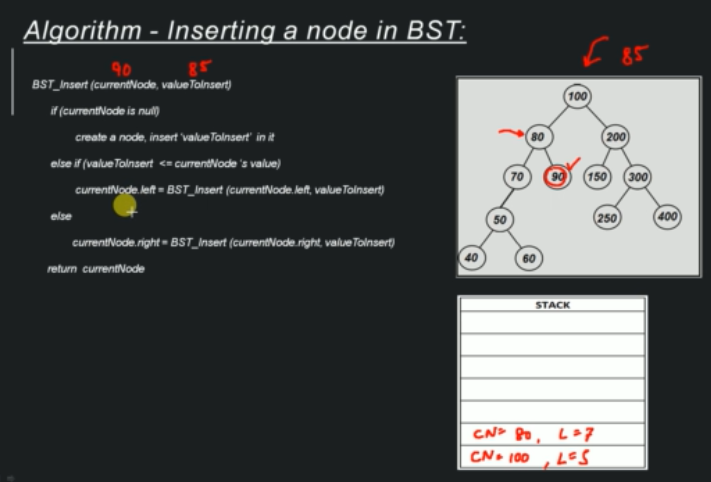 Algorithm - Inserting a node in BST:
90 85
BST_Insert (currentNode, valueToInsert)
if (currentNode is null)
create a node, insert 'valueToInsert' in it
else if (valueToInsert <= currentNode 's value)
currentNode.left = BST_Insert (currentNode.left, valueToInsert)
else
currentNode.right = BST_Insert (currentNode.right, valueToInsert)
return currentNode
85
100
80 200
70 90 150 300
50 250 400
40 60
STACK
CN= 80, L=7
CN=100, L=5